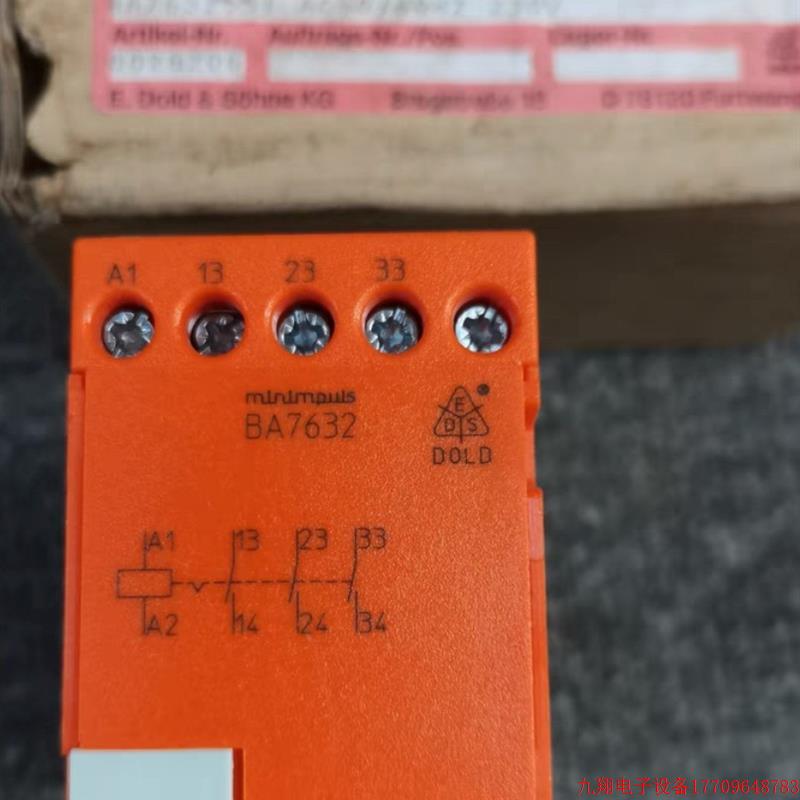 Artikel-Nr. Auftrags-Nr./Pos.
E. Dold & Söhne KG Bregstraße 18
A1 13 23 33
minimpuls
BA7632
E
D S
DOLD
A1 13 23 33
A2 14 24 34
九翔电子设备17709648783